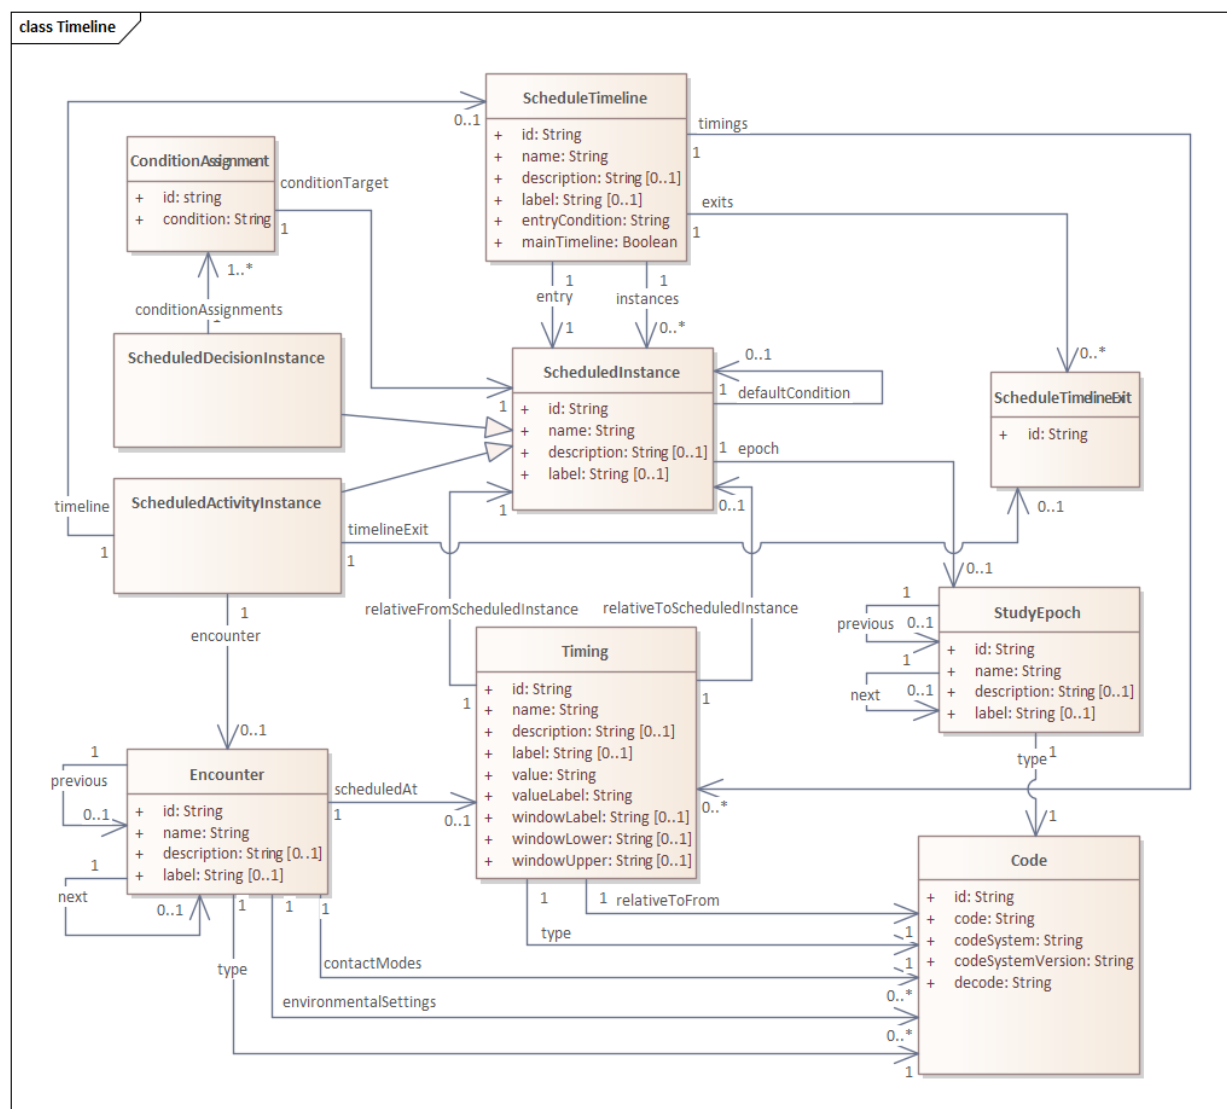 class Timeline
ScheduleTimeline
+ id: String
+ name: String
+ description: String [0..1]
+ label: String [0..1]
+ entryCondition: String
+ mainTimeline: Boolean
0..1
timings
1
exits
1
ConditionAssignment
+ id: string
+ condition: String
conditionTarget
1
1..*
conditionAssignments
1
1
entry
1
1
instances
0..*
ScheduledDecisionInstance
ScheduledInstance
+ id: String
+ name: String
+ description: String [0..1]
+ label: String [0..1]
1
0..1
1
defaultCondition
1
epoch
0..*
ScheduleTimelineExit
+ id: String
0..1
ScheduledActivityInstance
timeline
1
timelineExit
1
1
0..1
1
encounter
0..1
relativeFromScheduledInstance
1
relativeToScheduledInstance
1
0..1
StudyEpoch
+ id: String
+ name: String
+ description: String [0..1]
+ label: String [0..1]
1
previous
0..1
1
next
0..1
type
1
1
Timing
+ id: String
+ name: String
+ description: String [0..1]
+ label: String [0..1]
+ value: String
+ valueLabel: String
+ windowLabel: String [0..1]
+ windowLower: String [0..1]
+ windowUpper: String [0..1]
0..*
Encounter
+ id: String
+ name: String
+ description: String [0..1]
+ label: String [0..1]
1
previous
0..1
1
next
0..1
scheduledAt
1
0..1
Code
+ id: String
+ code: String
+ codeSystem: String
+ codeSystemVersion: String
+ decode: String
1
relativeToFrom
1
1
type
1
1
contactModes
0..*
1
environmentalSettings
0..*
1
type
1